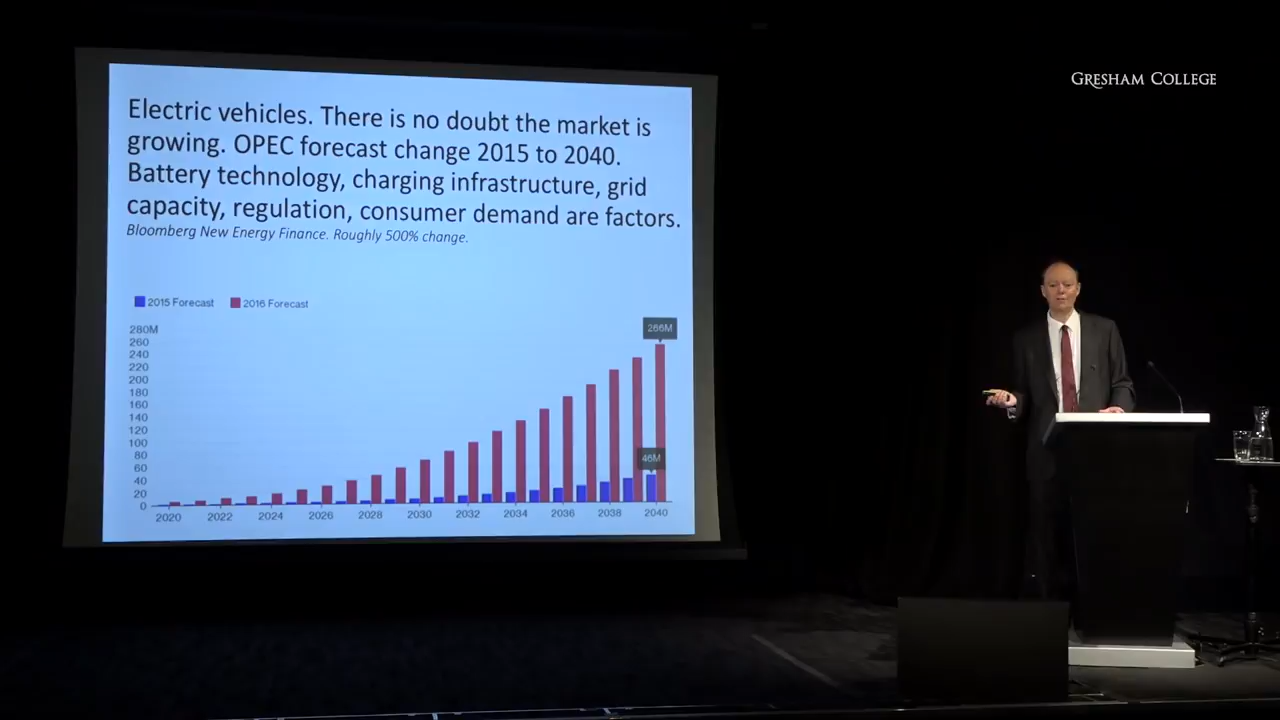 GRESHAM COLLEGE
Electric vehicles. There is no doubt the market is
growing. OPEC forecast change 2015 to 2040.
Battery technology, charging infrastructure, grid
capacity, regulation, consumer demand are factors.
Bloomberg New Energy Finance. Roughly 500% change.
2015 Forecast 2016 Forecast
280M
260
240
220
200
180
160
140
120
100
80
60
40
20
0
266M
46M
2020 2022 2024 2026 2028 2030 2032 2034 2036 2038 2040